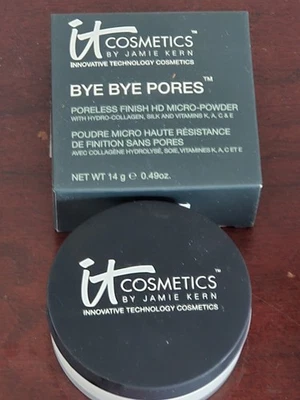 it COSMETICS™
BY JAMIE KERN
INNOVATIVE TECHNOLOGY COSMETICS
BYE BYE PORES™
PORELESS FINISH HD MICRO-POWDER
WITH HYDRO-COLLAGEN, SILK AND VITAMINS K, A, C & E
POUDRE MICRO HAUTE RÉSISTANCE
DE FINITION SANS PORES
AVEC COLLAGÈNE HYDROLYSÉ, SOIE, VITAMINES K, A, C ET E
NET WT 14 g ℮ 0.49oz.
it COSMETICS™
BY JAMIE KERN
INNOVATIVE TECHNOLOGY COSMETICS